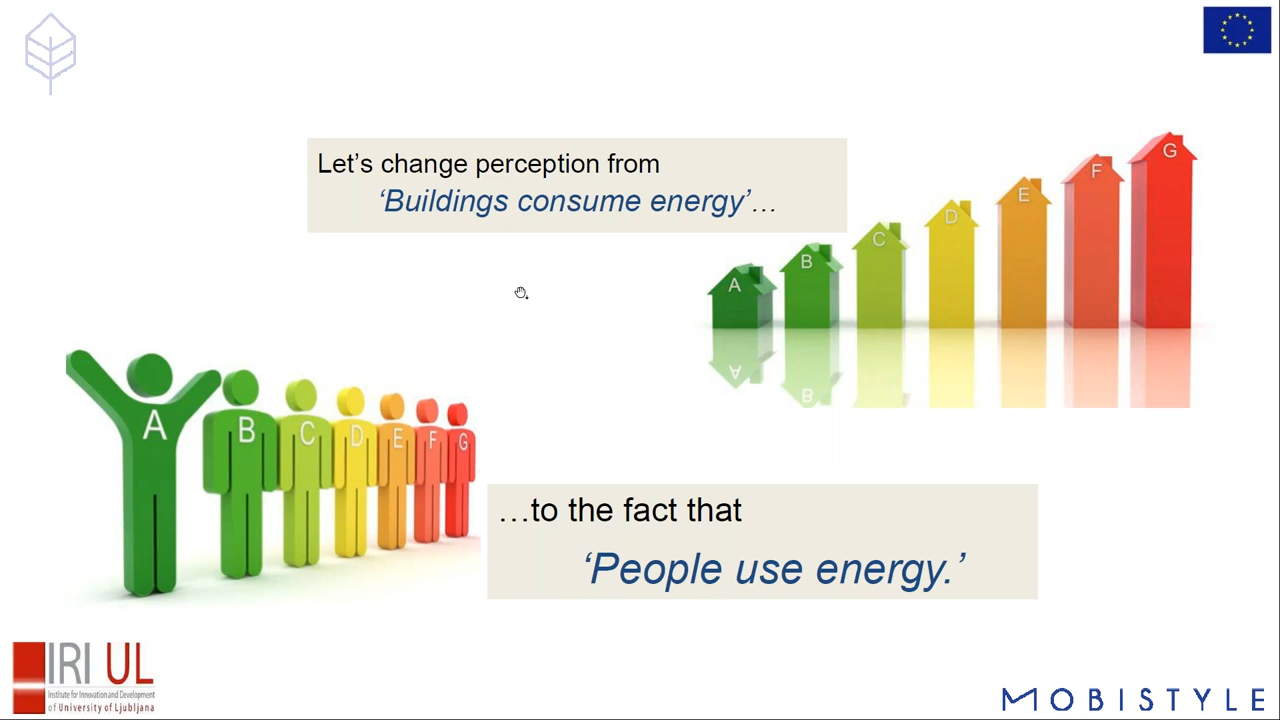 Let’s change perception from
‘Buildings consume energy’…
A
B
C
D
E
F
G
A
B
A
B
C
D
E
F
G
…to the fact that
‘People use energy.’
IRI UL
Institute for Innovation and Development
of University of Ljubljana
MOBISTYLE